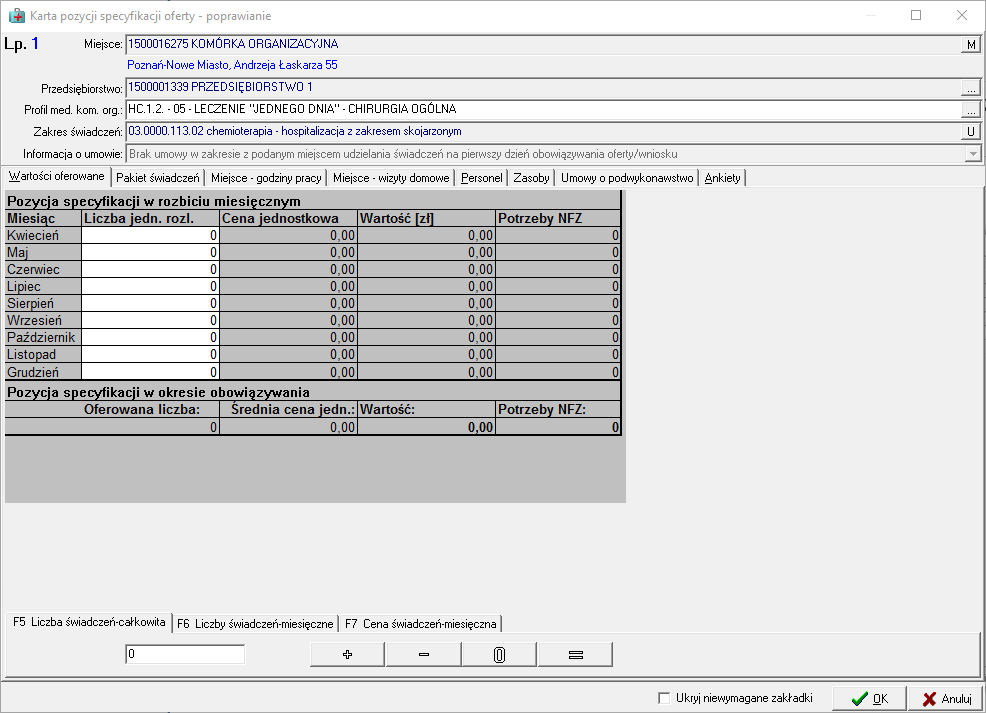 Karta pozycji specyfikacji oferty - poprawianie
Lp. 1
Miejsce: 1500016275 KOMÓRKA ORGANIZACYJNA M
Poznań-Nowe Miasto, Andrzeja Łaskarza 55
Przedsiębiorstwo: 1500001339 PRZEDSIĘBIORSTWO 1 ...
Profil med. kom. org.: HC.1.2. - 05 - LECZENIE "JEDNEGO DNIA" - CHIRURGIA OGÓLNA ...
Zakres świadczeń: 03.0000.113.02 chemioterapia - hospitalizacja z zakresem skojarzonym U
Informacja o umowie: Brak umowy w zakresie z podanym miejscem udzielania świadczeń na pierwszy dzień obowiązywania oferty/wniosku
Wartości oferowane Pakiet świadczeń Miejsce - godziny pracy Miejsce - wizyty domowe Personel Zasoby Umowy o podwykonawstwo Ankiety
Pozycja specyfikacji w rozbiciu miesięcznym
Miesiąc Liczba jedn. rozl. Cena jednostkowa Wartość [zł] Potrzeby NFZ
Kwiecień 0 0,00 0,00 0
Maj 0 0,00 0,00 0
Czerwiec 0 0,00 0,00 0
Lipiec 0 0,00 0,00 0
Sierpień 0 0,00 0,00 0
Wrzesień 0 0,00 0,00 0
Październik 0 0,00 0,00 0
Listopad 0 0,00 0,00 0
Grudzień 0 0,00 0,00 0
Pozycja specyfikacji w okresie obowiązywania
Oferowana liczba: Średnia cena jedn.: Wartość: Potrzeby NFZ:
0 0,00 0,00 0
F5 Liczba świadczeń-całkowita F6 Liczby świadczeń-miesięczne F7 Cena świadczeń-miesięczna
0 + - 0 =
Ukryj niewymagane zakładki OK Anuluj